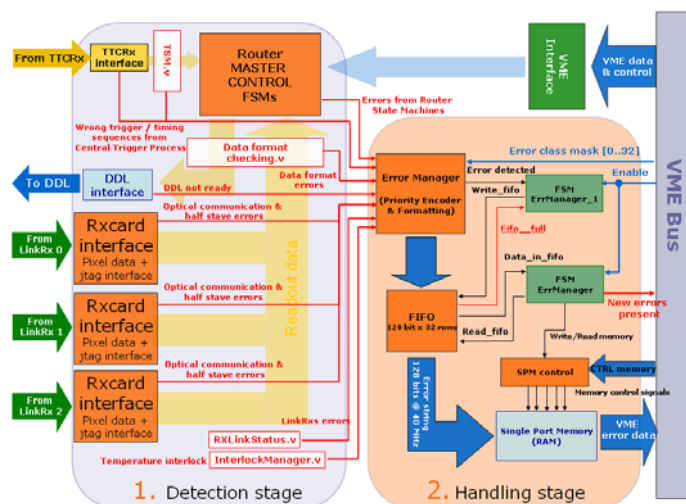 From TTCRx
TTCRx
interface
TSM.v
Router
MASTER
CONTROL
FSMs
VME
Interface
VME data
& control
VME Bus
Errors from Router
State Machines
Wrong trigger / timing
sequences from
Central Trigger Process
Data format
checking.v
Data format
errors
To DDL
DDL
interface
DDL not ready
Error Manager
(Priority Encoder
& Formatting)
Error class mask [0..32]
Error detected
Enable
Write_fifo
FSM
ErrManager_1
Fifo__full
From
LinkRx 0
Rxcard
interface
Pixel data +
jtag interface
Optical communication &
half stave errors
From
LinkRx 1
Rxcard
interface
Pixel data +
jtag interface
Optical communication &
half stave errors
From
LinkRx 2
Rxcard
interface
Pixel data +
jtag interface
Optical communication
& half stave errors
Readout data
Data_in_fifo
FSM
ErrManager
FIFO
Read_fifo
New errors
present
Write/Read memory
SPM control
CTRL memory
Memory control signals
Error string
128 bits @ 40 MHz
Single Port Memory
(RAM)
VME
error data
LinkRxs errors
RXLinkStatus.v
Temperature interlock
InterlockManager.v
1. Detection stage
2. Handling stage